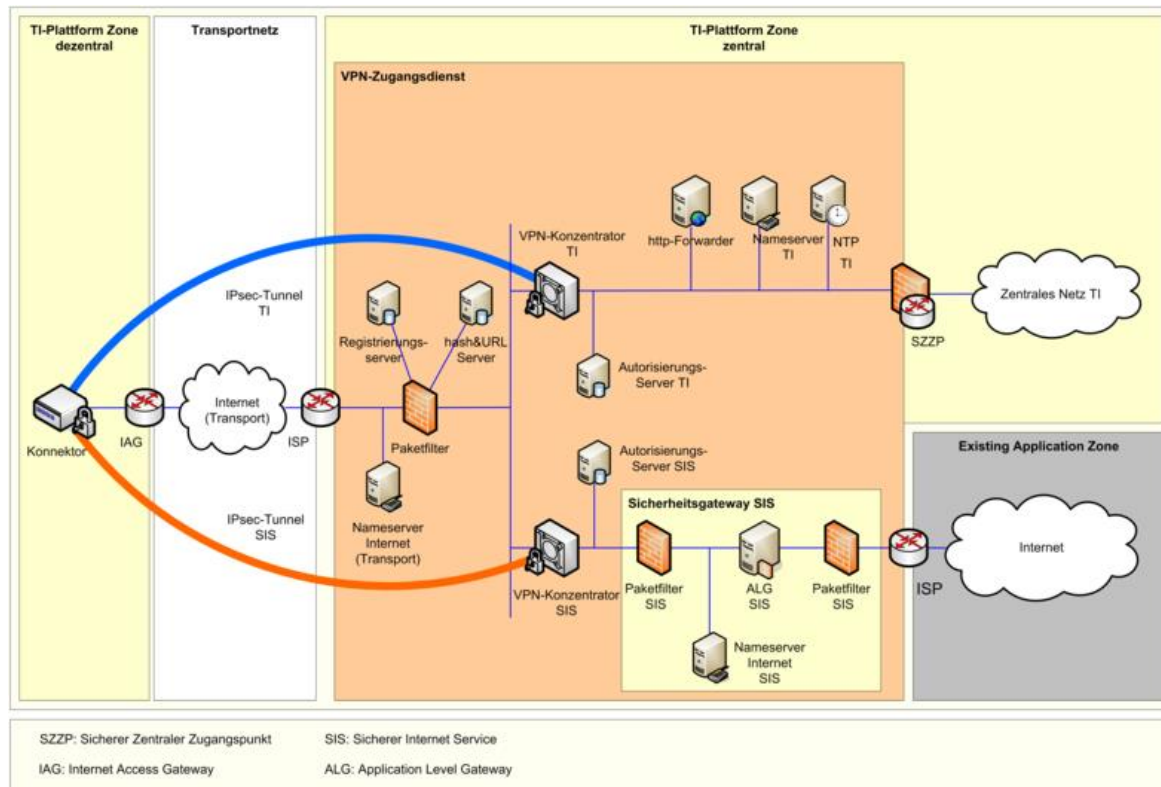 TI-Plattform Zone
dezentral
Transportnetz
TI-Plattform Zone
zentral
VPN-Zugangsdienst
http-Forwarder
Nameserver
TI
NTP
TI
VPN-Konzentrator
TI
IPsec-Tunnel
TI
Registrierungs-
server
hash&URL
Server
Zentrales Netz TI
SZZP
Autorisierungs-
Server TI
Konnektor
IAG
Internet
(Transport)
ISP
Paketfilter
Autorisierungs-
Server SIS
Existing Application Zone
Nameserver
Internet
(Transport)
IPsec-Tunnel
SIS
VPN-Konzentrator
SIS
Sicherheitsgateway SIS
Paketfilter
SIS
ALG
SIS
Paketfilter
SIS
ISP
Internet
Nameserver
Internet
SIS
SZZP: Sicherer Zentraler Zugangspunkt
SIS: Sicherer Internet Service
IAG: Internet Access Gateway
ALG: Application Level Gateway